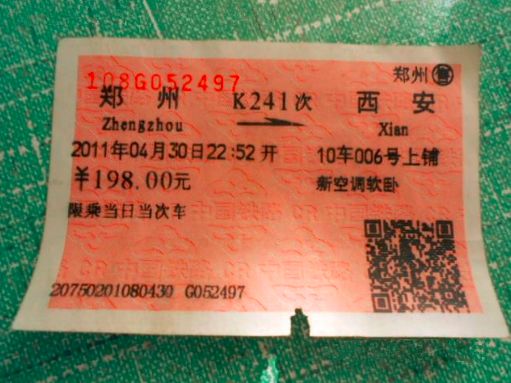 郑州售
108G052497
郑州 K241次 西安
Zhengzhou Xian
2011年04月30日22:52开 10车006号上铺
￥198.00元 新空调软卧
限乘当日当次车
20750201080430 G052497